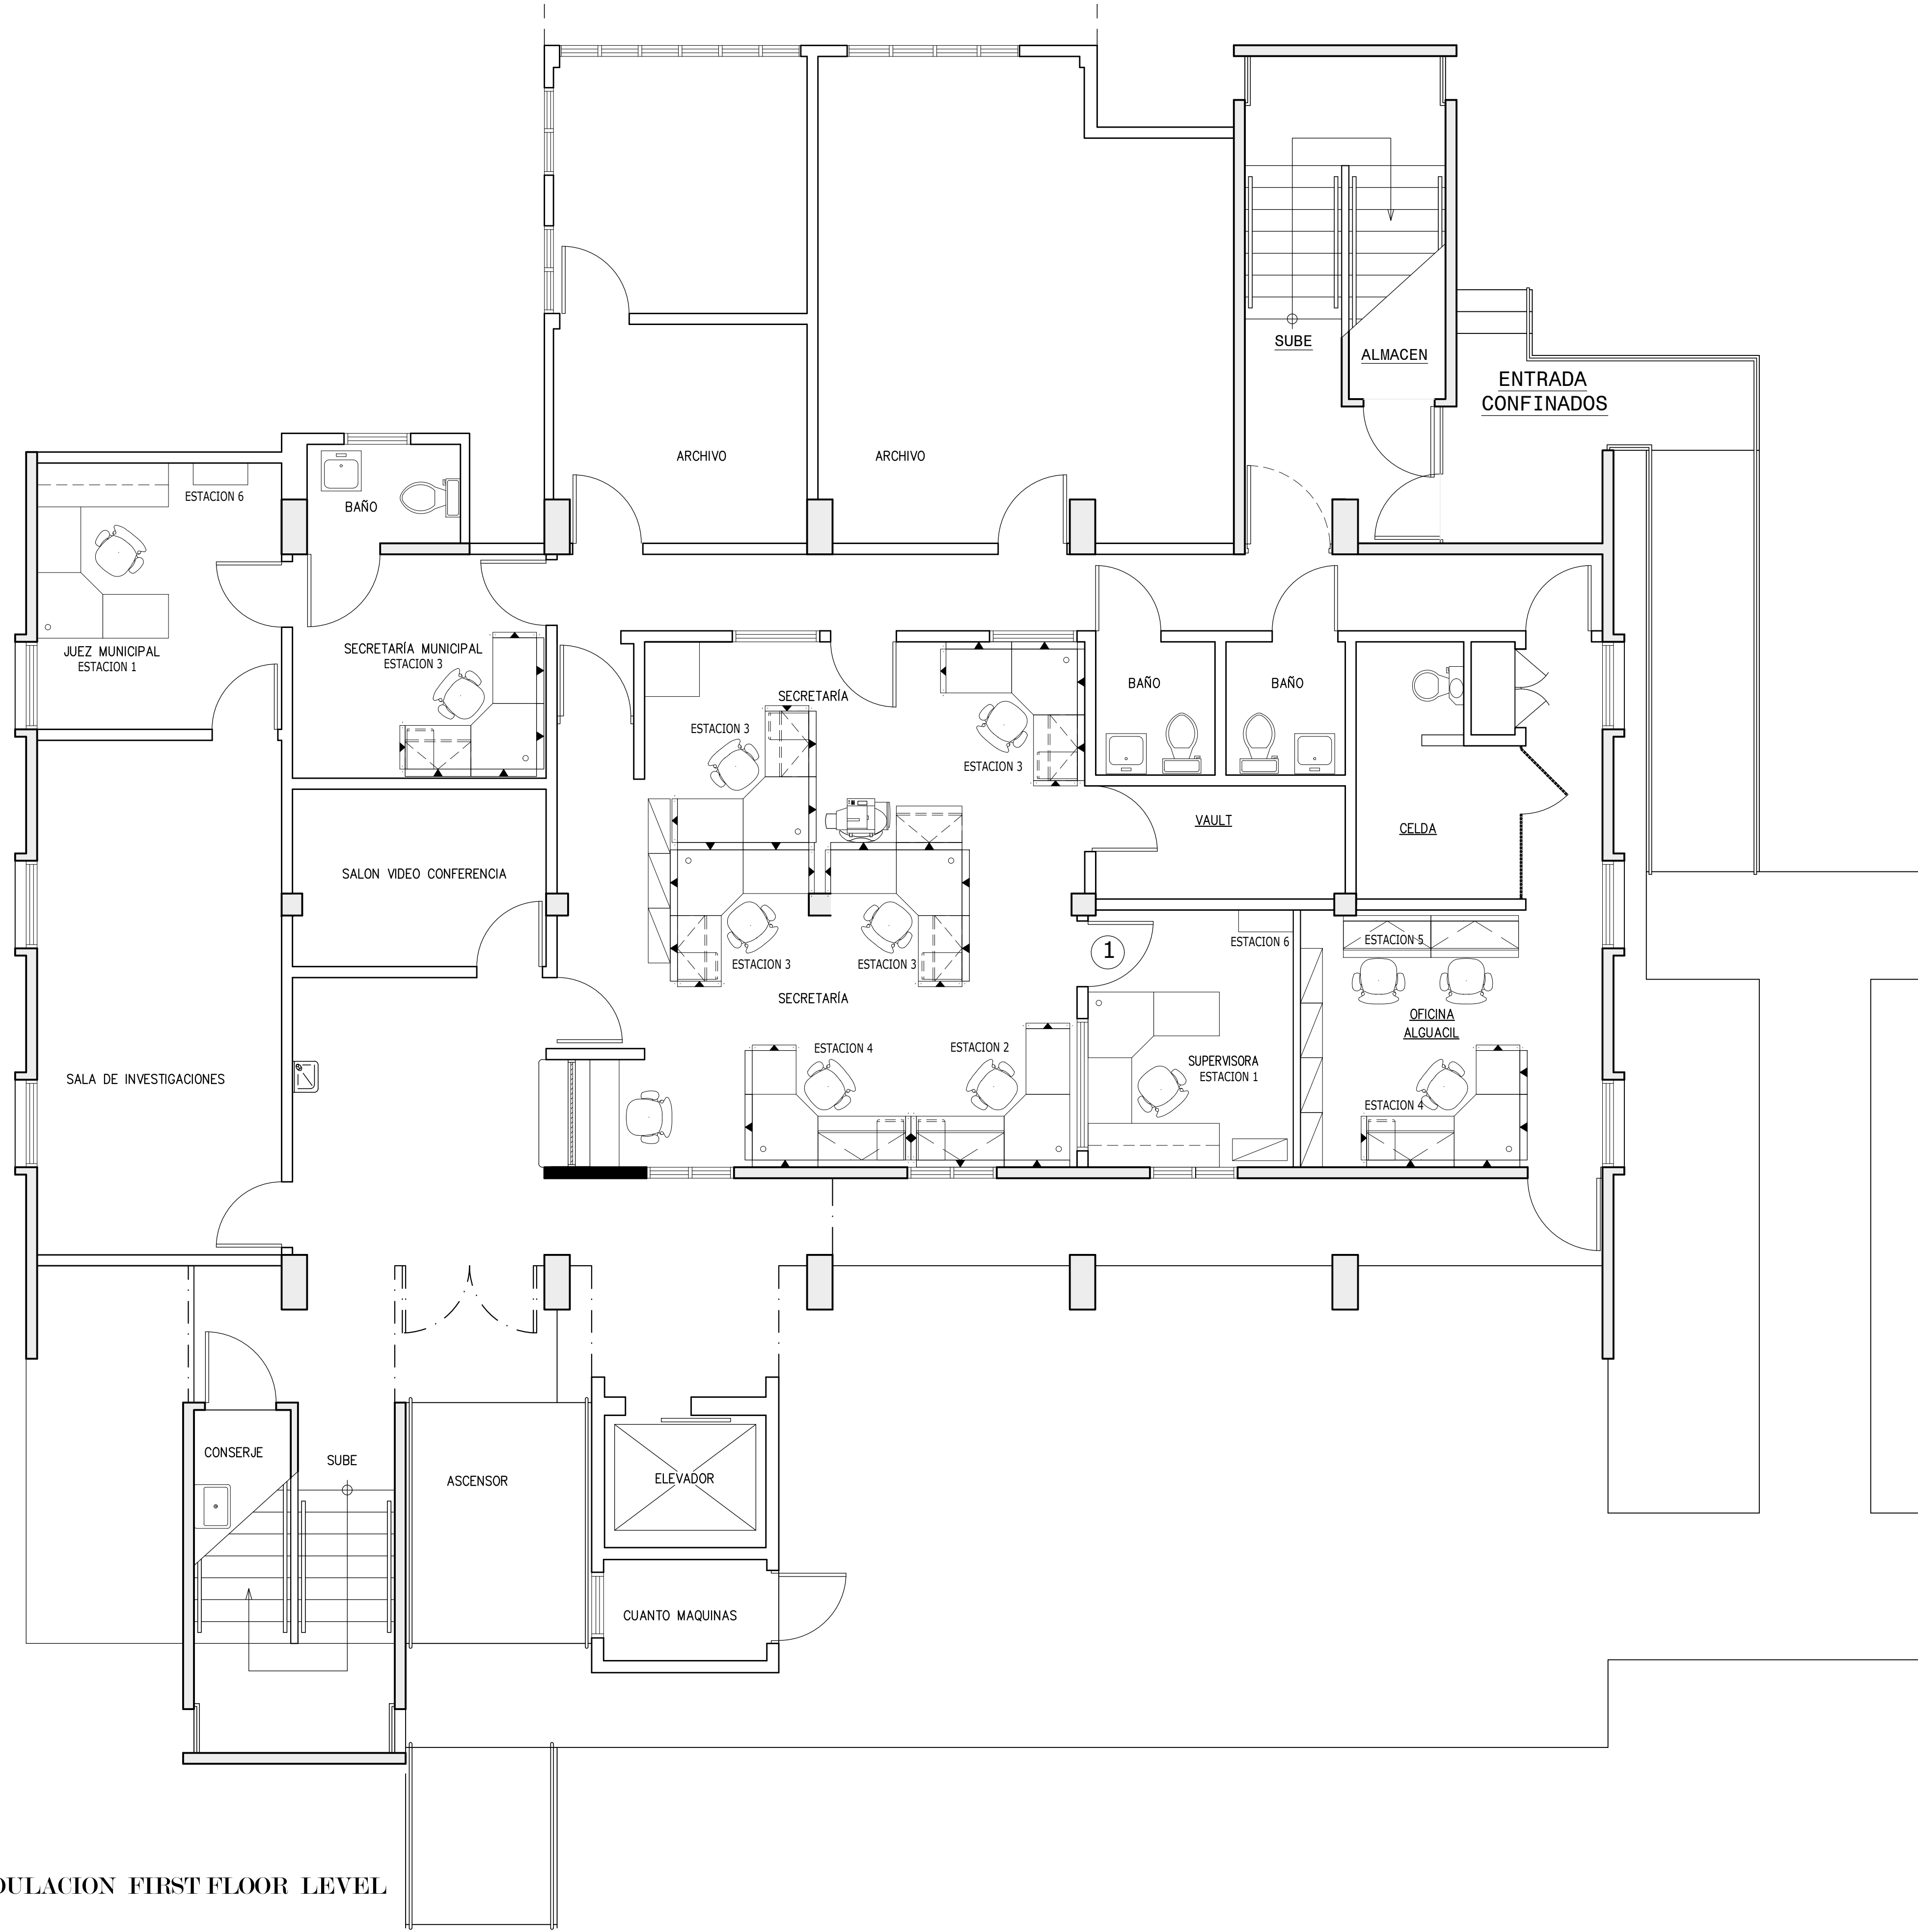 SUBE
ALMACEN
ENTRADA
CONFINADOS
ARCHIVO
ARCHIVO
ESTACION 6
BAÑO
JUEZ MUNICIPAL
ESTACION 1
SECRETARÍA MUNICIPAL
ESTACION 3
SECRETARÍA
ESTACION 3
ESTACION 3
BAÑO
BAÑO
VAULT
CELDA
SALON VIDEO CONFERENCIA
ESTACION 3
ESTACION 3
SECRETARÍA
1
ESTACION 6
ESTACION 5
OFICINA
ALGUACIL
ESTACION 4
ESTACION 2
SUPERVISORA
ESTACION 1
SALA DE INVESTIGACIONES
ESTACION 4
CONSERJE
SUBE
ASCENSOR
ELEVADOR
CUANTO MAQUINAS
FIRST FLOOR LEVEL